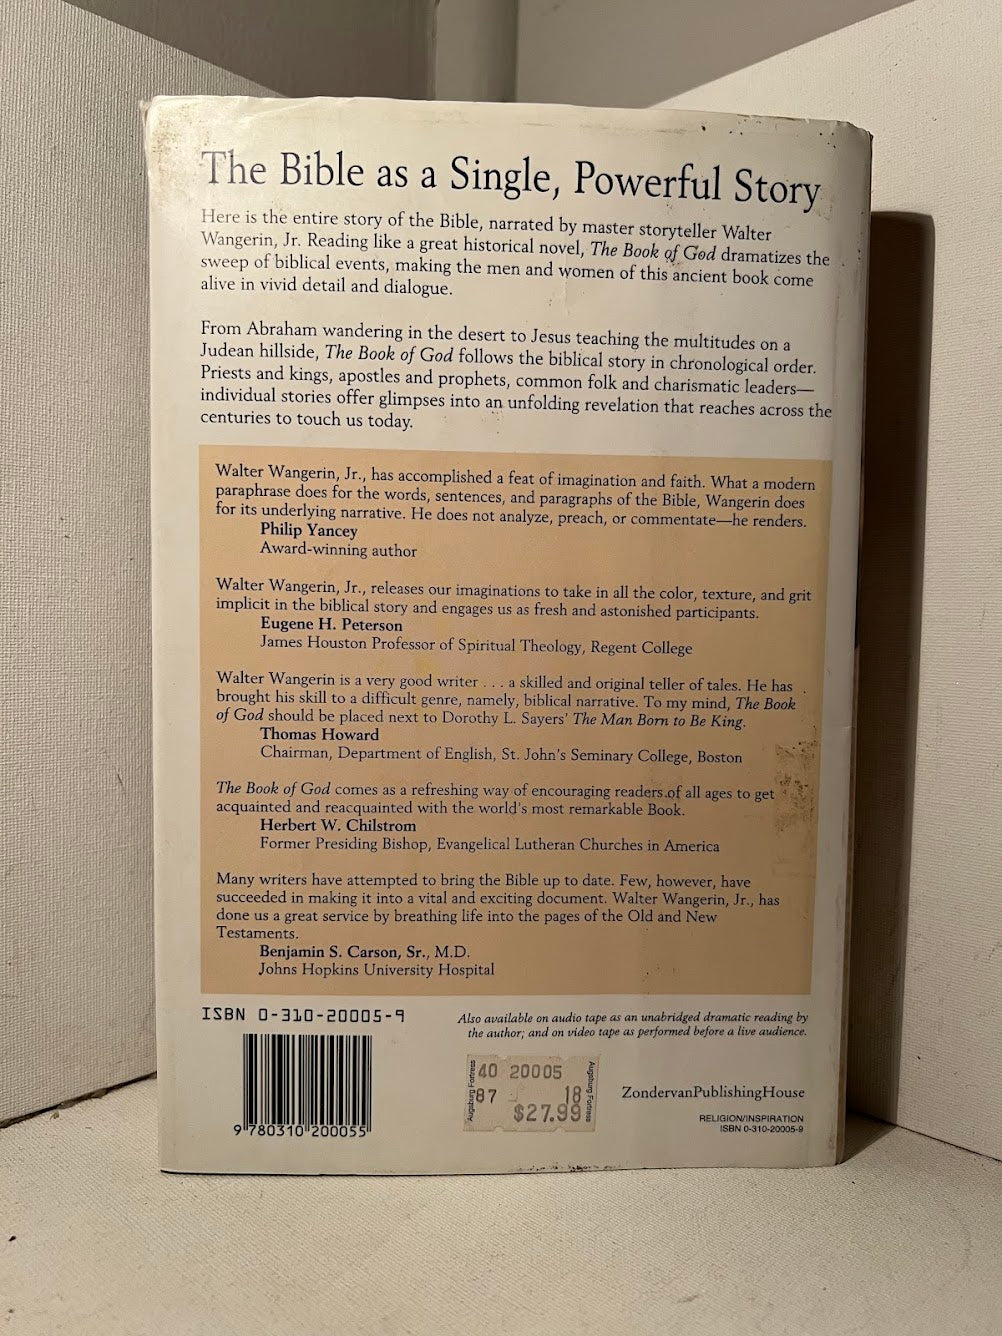 The Bible as a Single, Powerful Story
Here is the entire story of the Bible, narrated by master storyteller Walter
Wangerin, Jr. Reading like a great historical novel, The Book of God dramatizes the
sweep of biblical events, making the men and women of this ancient book come
alive in vivid detail and dialogue.
From Abraham wandering in the desert to Jesus teaching the multitudes on a
Judean hillside, The Book of God follows the biblical story in chronological order.
Priests and kings, apostles and prophets, common folk and charismatic leaders—
individual stories offer glimpses into an unfolding revelation that reaches across the
centuries to touch us today.
Walter Wangerin, Jr., has accomplished a feat of imagination and faith. What a modern
paraphrase does for the words, sentences, and paragraphs of the Bible, Wangerin does
for its underlying narrative. He does not analyze, preach, or commentate—he renders.
Philip Yancey
Award-winning author
Walter Wangerin, Jr., releases our imaginations to take in all the color, texture, and grit
implicit in the biblical story and engages us as fresh and astonished participants.
Eugene H. Peterson
James Houston Professor of Spiritual Theology, Regent College
Walter Wangerin is a very good writer . . . a skilled and original teller of tales. He has
brought his skill to a difficult genre, namely, biblical narrative. To my mind, The Book
of God should be placed next to Dorothy L. Sayers' The Man Born to Be King.
Thomas Howard
Chairman, Department of English, St. John's Seminary College, Boston
The Book of God comes as a refreshing way of encouraging readers of all ages to get
acquainted and reacquainted with the world's most remarkable Book.
Herbert W. Chilstrom
Former Presiding Bishop, Evangelical Lutheran Churches in America
Many writers have attempted to bring the Bible up to date. Few, however, have
succeeded in making it into a vital and exciting document. Walter Wangerin, Jr., has
done us a great service by breathing life into the pages of the Old and New
Testaments.
Benjamin S. Carson, Sr., M.D.
Johns Hopkins University Hospital
ISBN 0-310-20005-9
9 780310 200055
Also available on audio tape as an unabridged dramatic reading by
the author; and on video tape as performed before a live audience.
Augsburg Fortress
40 20005
87 18
$27.99
Augsburg Fortress
ZondervanPublishingHouse
RELIGION/INSPIRATION
ISBN 0-310-20005-9